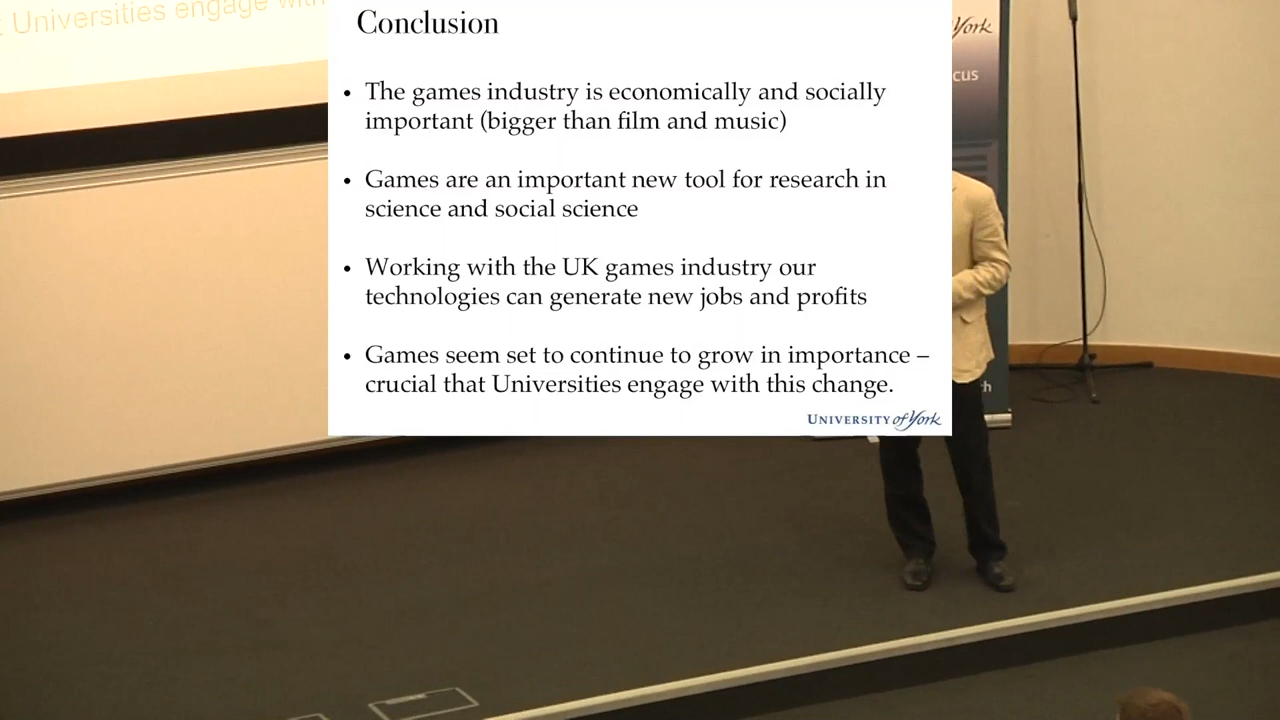 Universities engage with
Conclusion
• The games industry is economically and socially
important (bigger than film and music)
• Games are an important new tool for research in
science and social science
• Working with the UK games industry our
technologies can generate new jobs and profits
• Games seem set to continue to grow in importance –
crucial that Universities engage with this change.
UNIVERSITY of York
York
cus